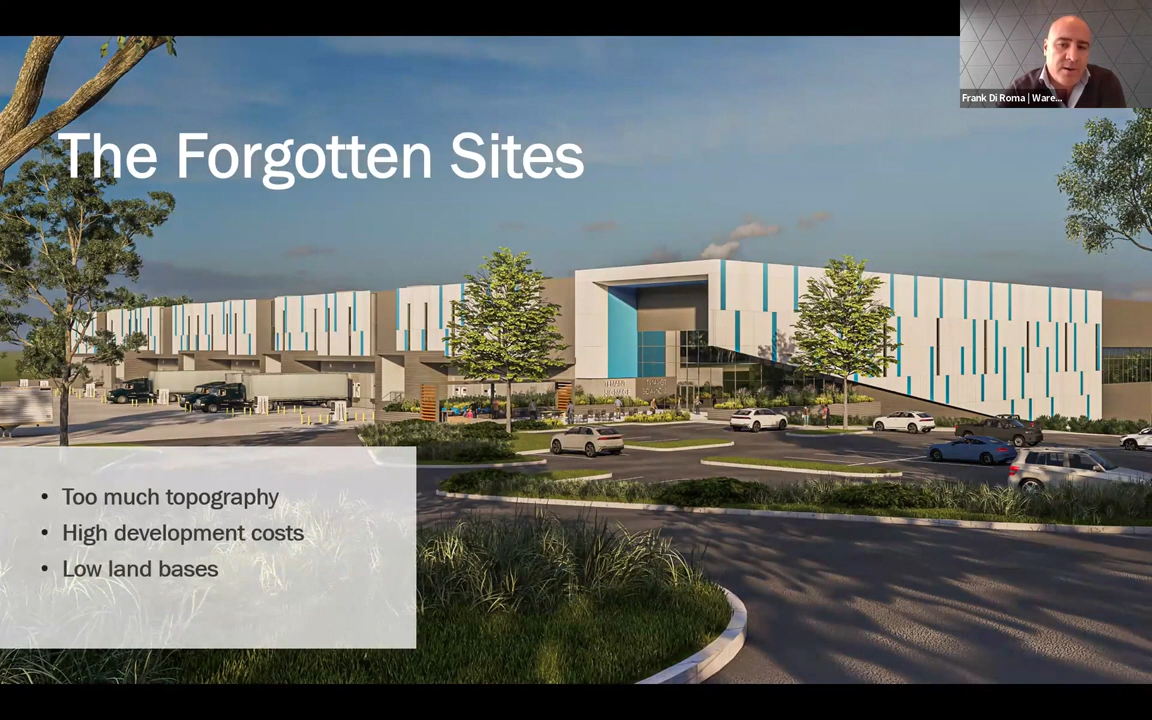 Frank Di Roma | Ware...
The Forgotten Sites
• Too much topography
• High development costs
• Low land bases